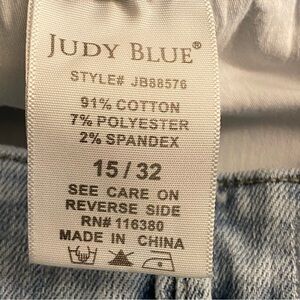 JUDY BLUE®
STYLE# JB88576
91% COTTON
7% POLYESTER
2% SPANDEX
15 / 32
SEE CARE ON
REVERSE SIDE
RN# 116380
MADE IN CHINA